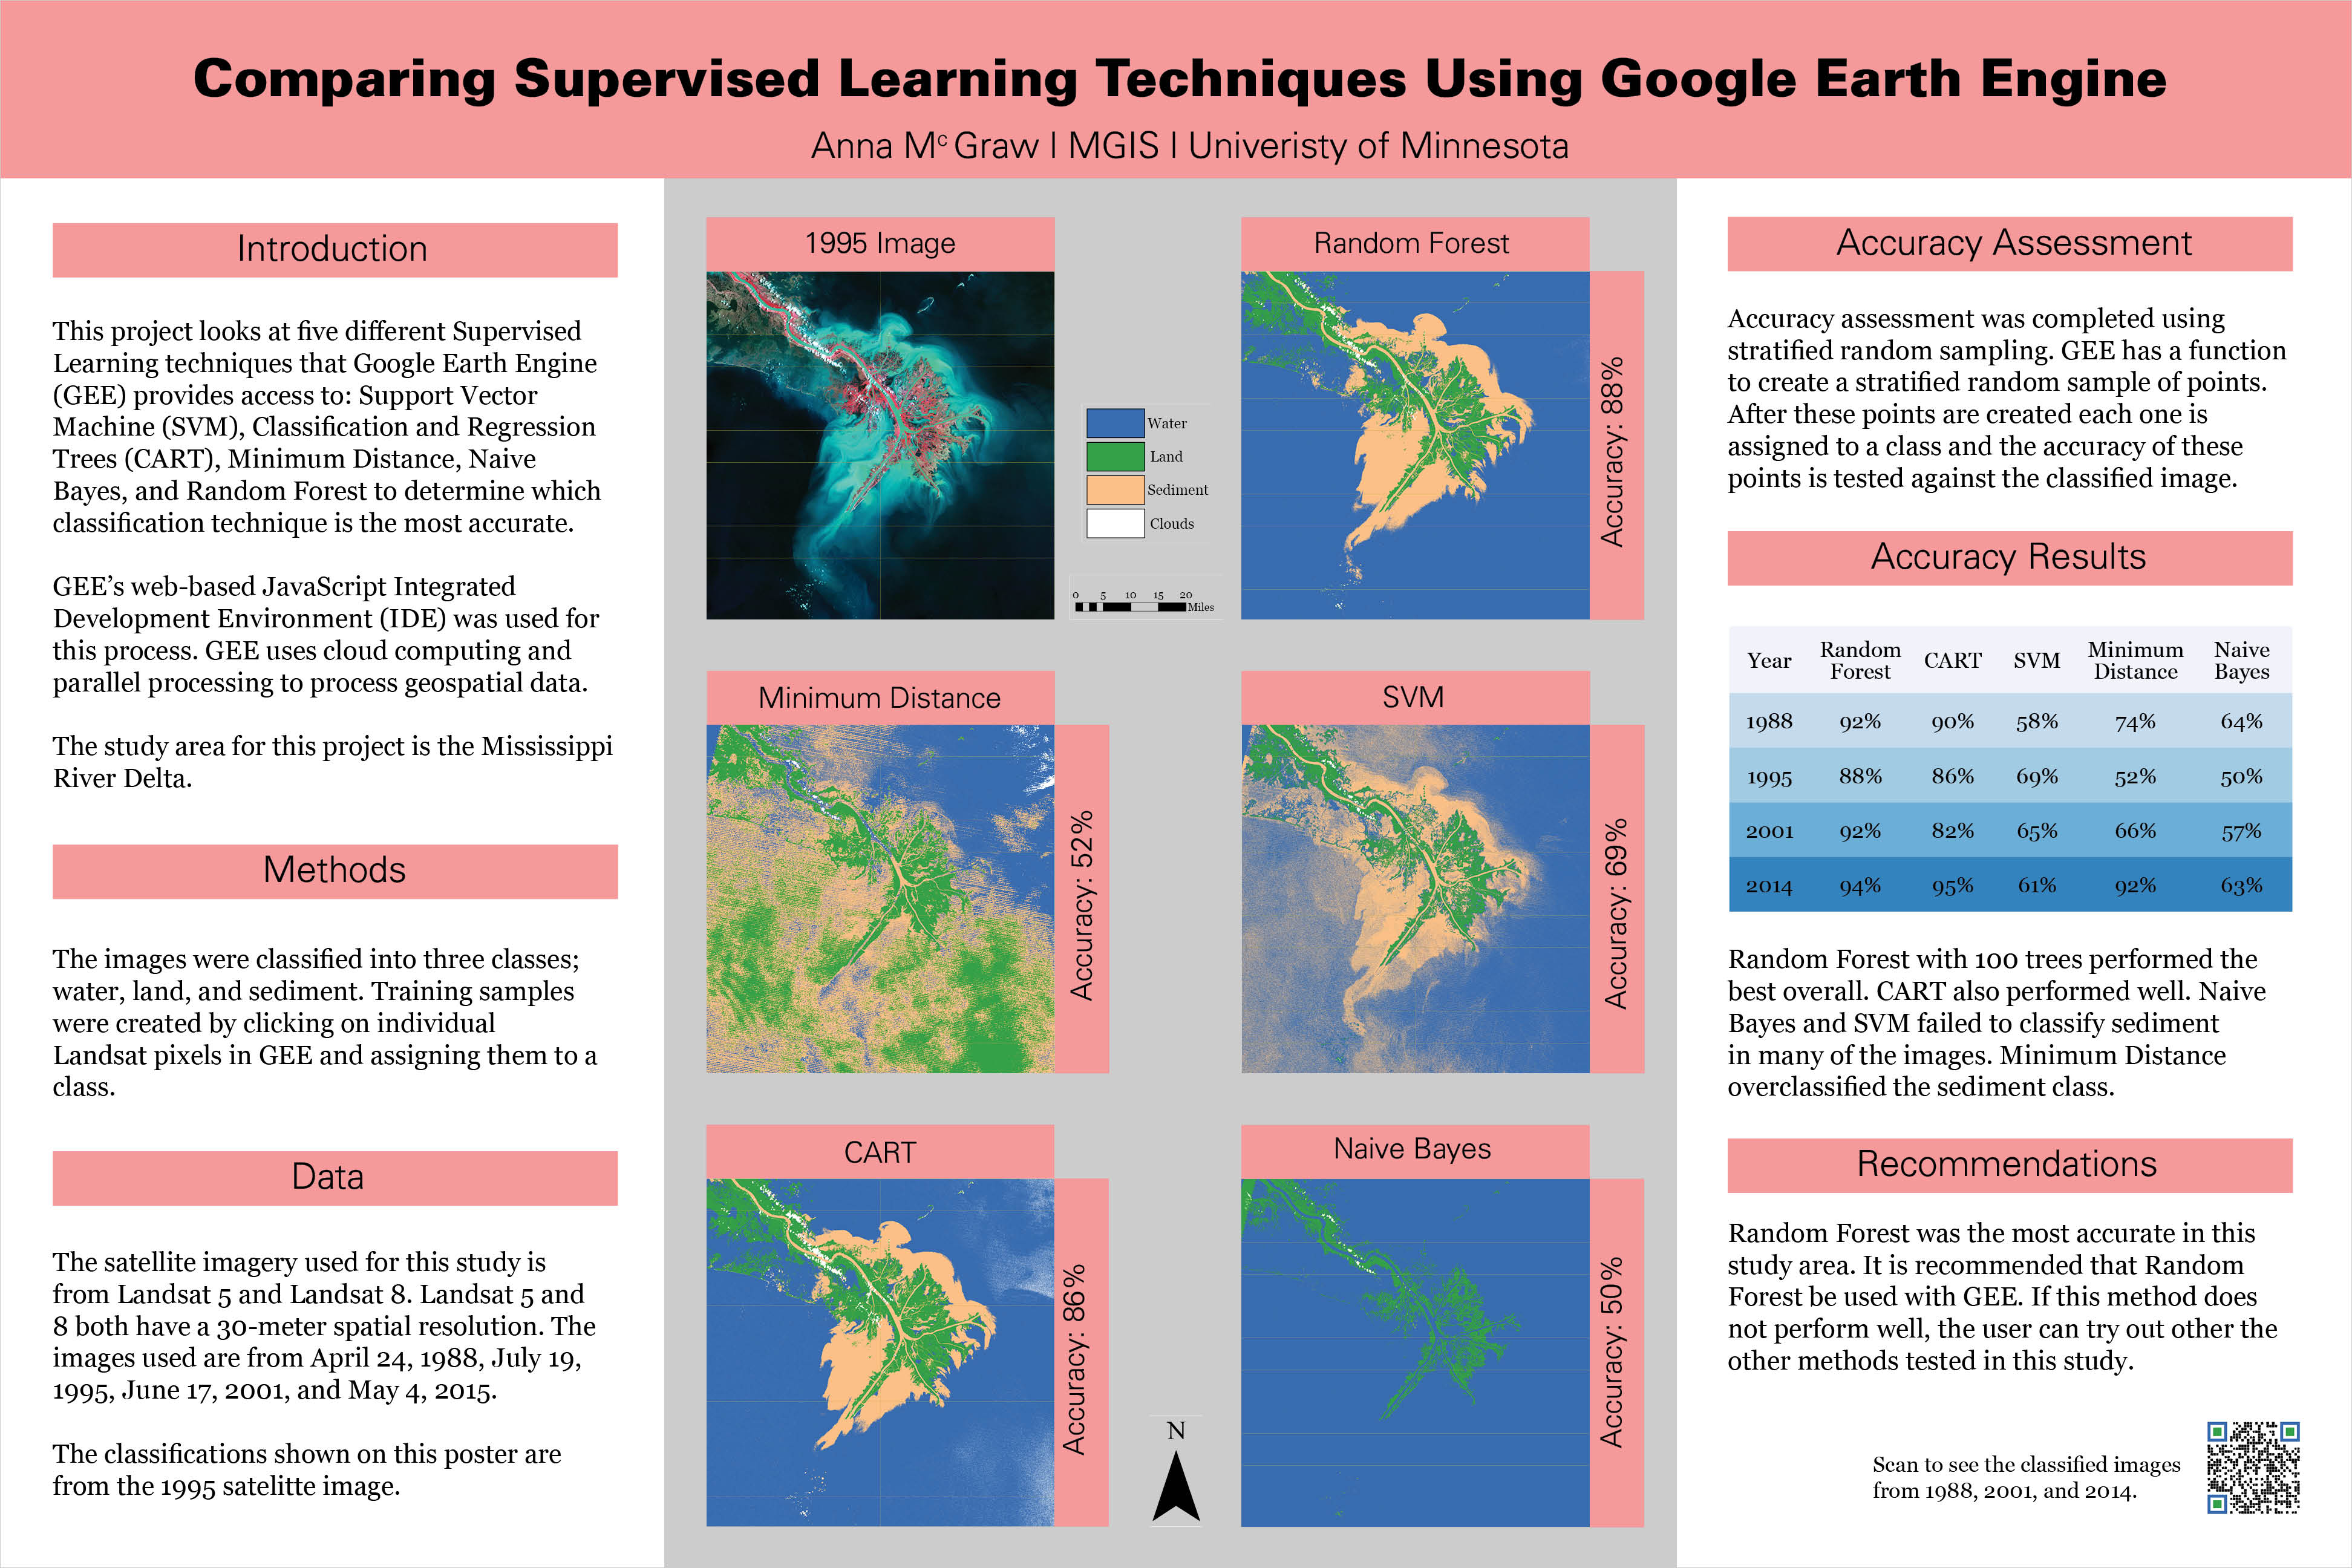 Comparing Supervised Learning Techniques Using Google Earth Engine
Anna Mc Graw | MGIS | Univeristy of Minnesota
Introduction
This project looks at five different Supervised
Learning techniques that Google Earth Engine
(GEE) provides access to: Support Vector
Machine (SVM), Classification and Regression
Trees (CART), Minimum Distance, Naive
Bayes, and Random Forest to determine which
classification technique is the most accurate.
GEE’s web-based JavaScript Integrated
Development Environment (IDE) was used for
this process. GEE uses cloud computing and
parallel processing to process geospatial data.
The study area for this project is the Mississippi
River Delta.
Methods
The images were classified into three classes;
water, land, and sediment. Training samples
were created by clicking on individual
Landsat pixels in GEE and assigning them to a
class.
Data
The satellite imagery used for this study is
from Landsat 5 and Landsat 8. Landsat 5 and
8 both have a 30-meter spatial resolution. The
images used are from April 24, 1988, July 19,
1995, June 17, 2001, and May 4, 2015.
The classifications shown on this poster are
from the 1995 satelitte image.
1995 Image
Water
Land
Sediment
Clouds
0 5 10 15 20
Miles
Random Forest
Accuracy: 88%
Minimum Distance
Accuracy: 52%
SVM
Accuracy: 69%
CART
Accuracy: 86%
N
Naive Bayes
Accuracy: 50%
Accuracy Assessment
Accuracy assessment was completed using
stratified random sampling. GEE has a function
to create a stratified random sample of points.
After these points are created each one is
assigned to a class and the accuracy of these
points is tested against the classified image.
Accuracy Results
Year Random Forest CART SVM Minimum Distance Naive Bayes
1988 92% 90% 58% 74% 64%
1995 88% 86% 69% 52% 50%
2001 92% 82% 65% 66% 57%
2014 94% 95% 61% 92% 63%
Random Forest with 100 trees performed the
best overall. CART also performed well. Naive
Bayes and SVM failed to classify sediment
in many of the images. Minimum Distance
overclassified the sediment class.
Recommendations
Random Forest was the most accurate in this
study area. It is recommended that Random
Forest be used with GEE. If this method does
not perform well, the user can try out other the
other methods tested in this study.
Scan to see the classified images
from 1988, 2001, and 2014.